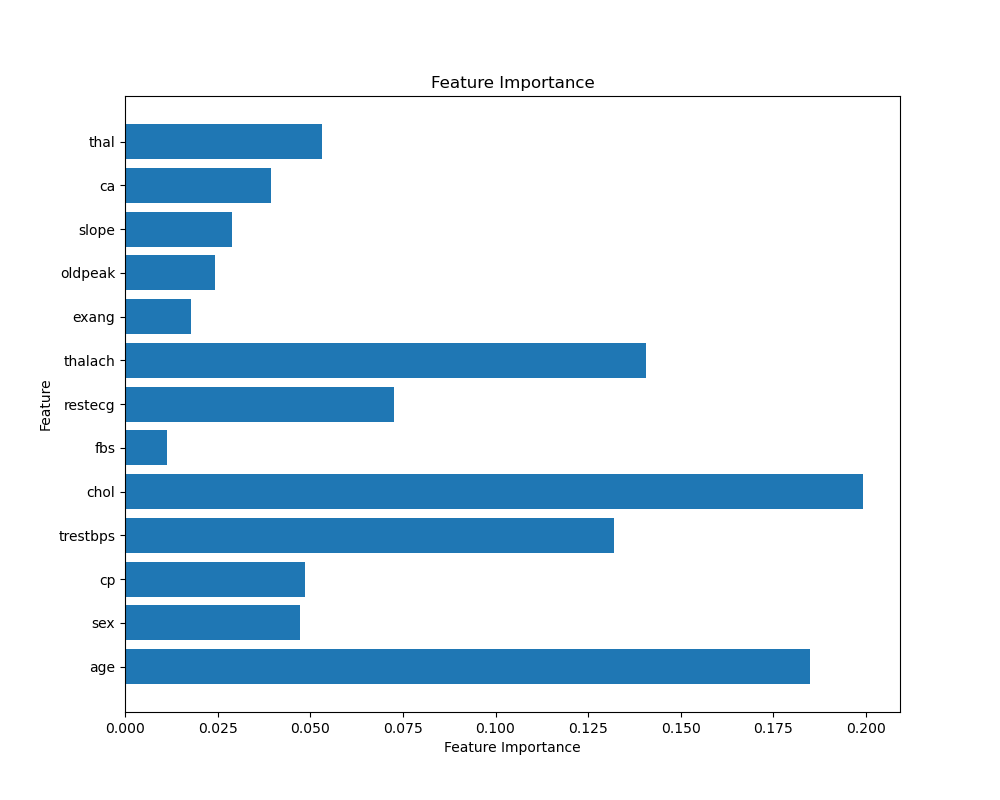 Feature Importance
thal
ca
slope
oldpeak
exang
thalach
restecg
fbs
chol
trestbps
cp
sex
age
Feature
0.000 0.025 0.050 0.075 0.100 0.125 0.150 0.175 0.200
Feature Importance